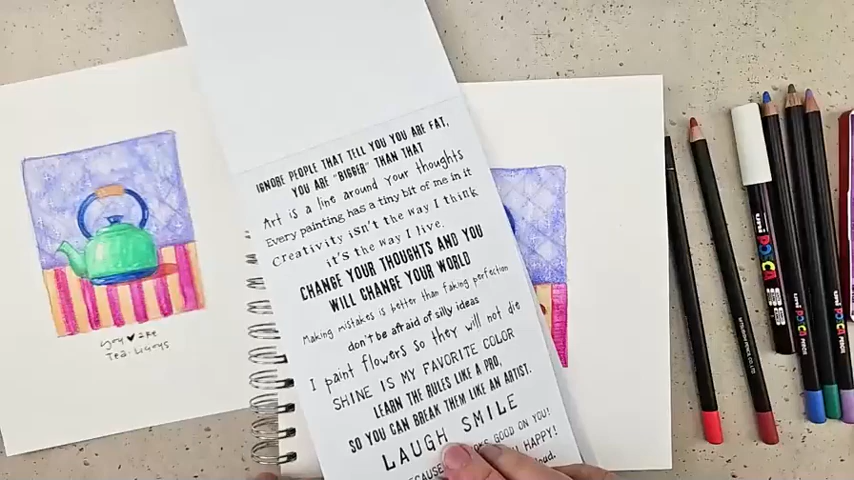 IGNORE PEOPLE THAT TELL YOU YOU ARE FAT,
YOU ARE "BIGGER" THAN THAT
Art is a line around your thoughts
Every painting has a tiny bit of me in it
Creativity isn't the way I think
it's the way I live.
CHANGE YOUR THOUGHTS AND YOU
WILL CHANGE YOUR WORLD
Making mistakes is better than faking perfection
don't be afraid of silly ideas
I paint flowers so they will not die
SHINE IS MY FAVORITE COLOR
LEARN THE RULES LIKE A PRO,
SO YOU CAN BREAK THEM LIKE AN ARTIST.
LAUGH SMILE
GOOD ON YOU!
HAPPY!
POSCA
POSCA
POSCA
POSCA